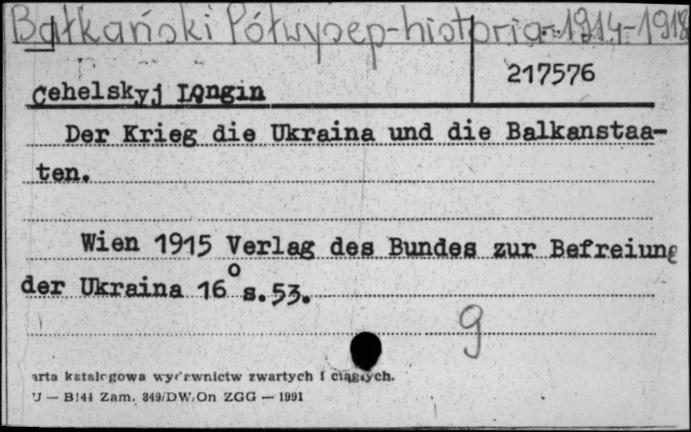 Bałkański Półwysep-historia-1914-1918
217576
Cehelskyj Longin
Der Krieg die Ukraina und die Balkanstaa-
ten.
Wien 1915 Verlag des Bundes zur Befreiung
der Ukraina 16° s.53.
9
arta katalogowa wydawnictw zwartych i ciągłych.
U — B144 Zam. 849/DW/On ZGG — 1991